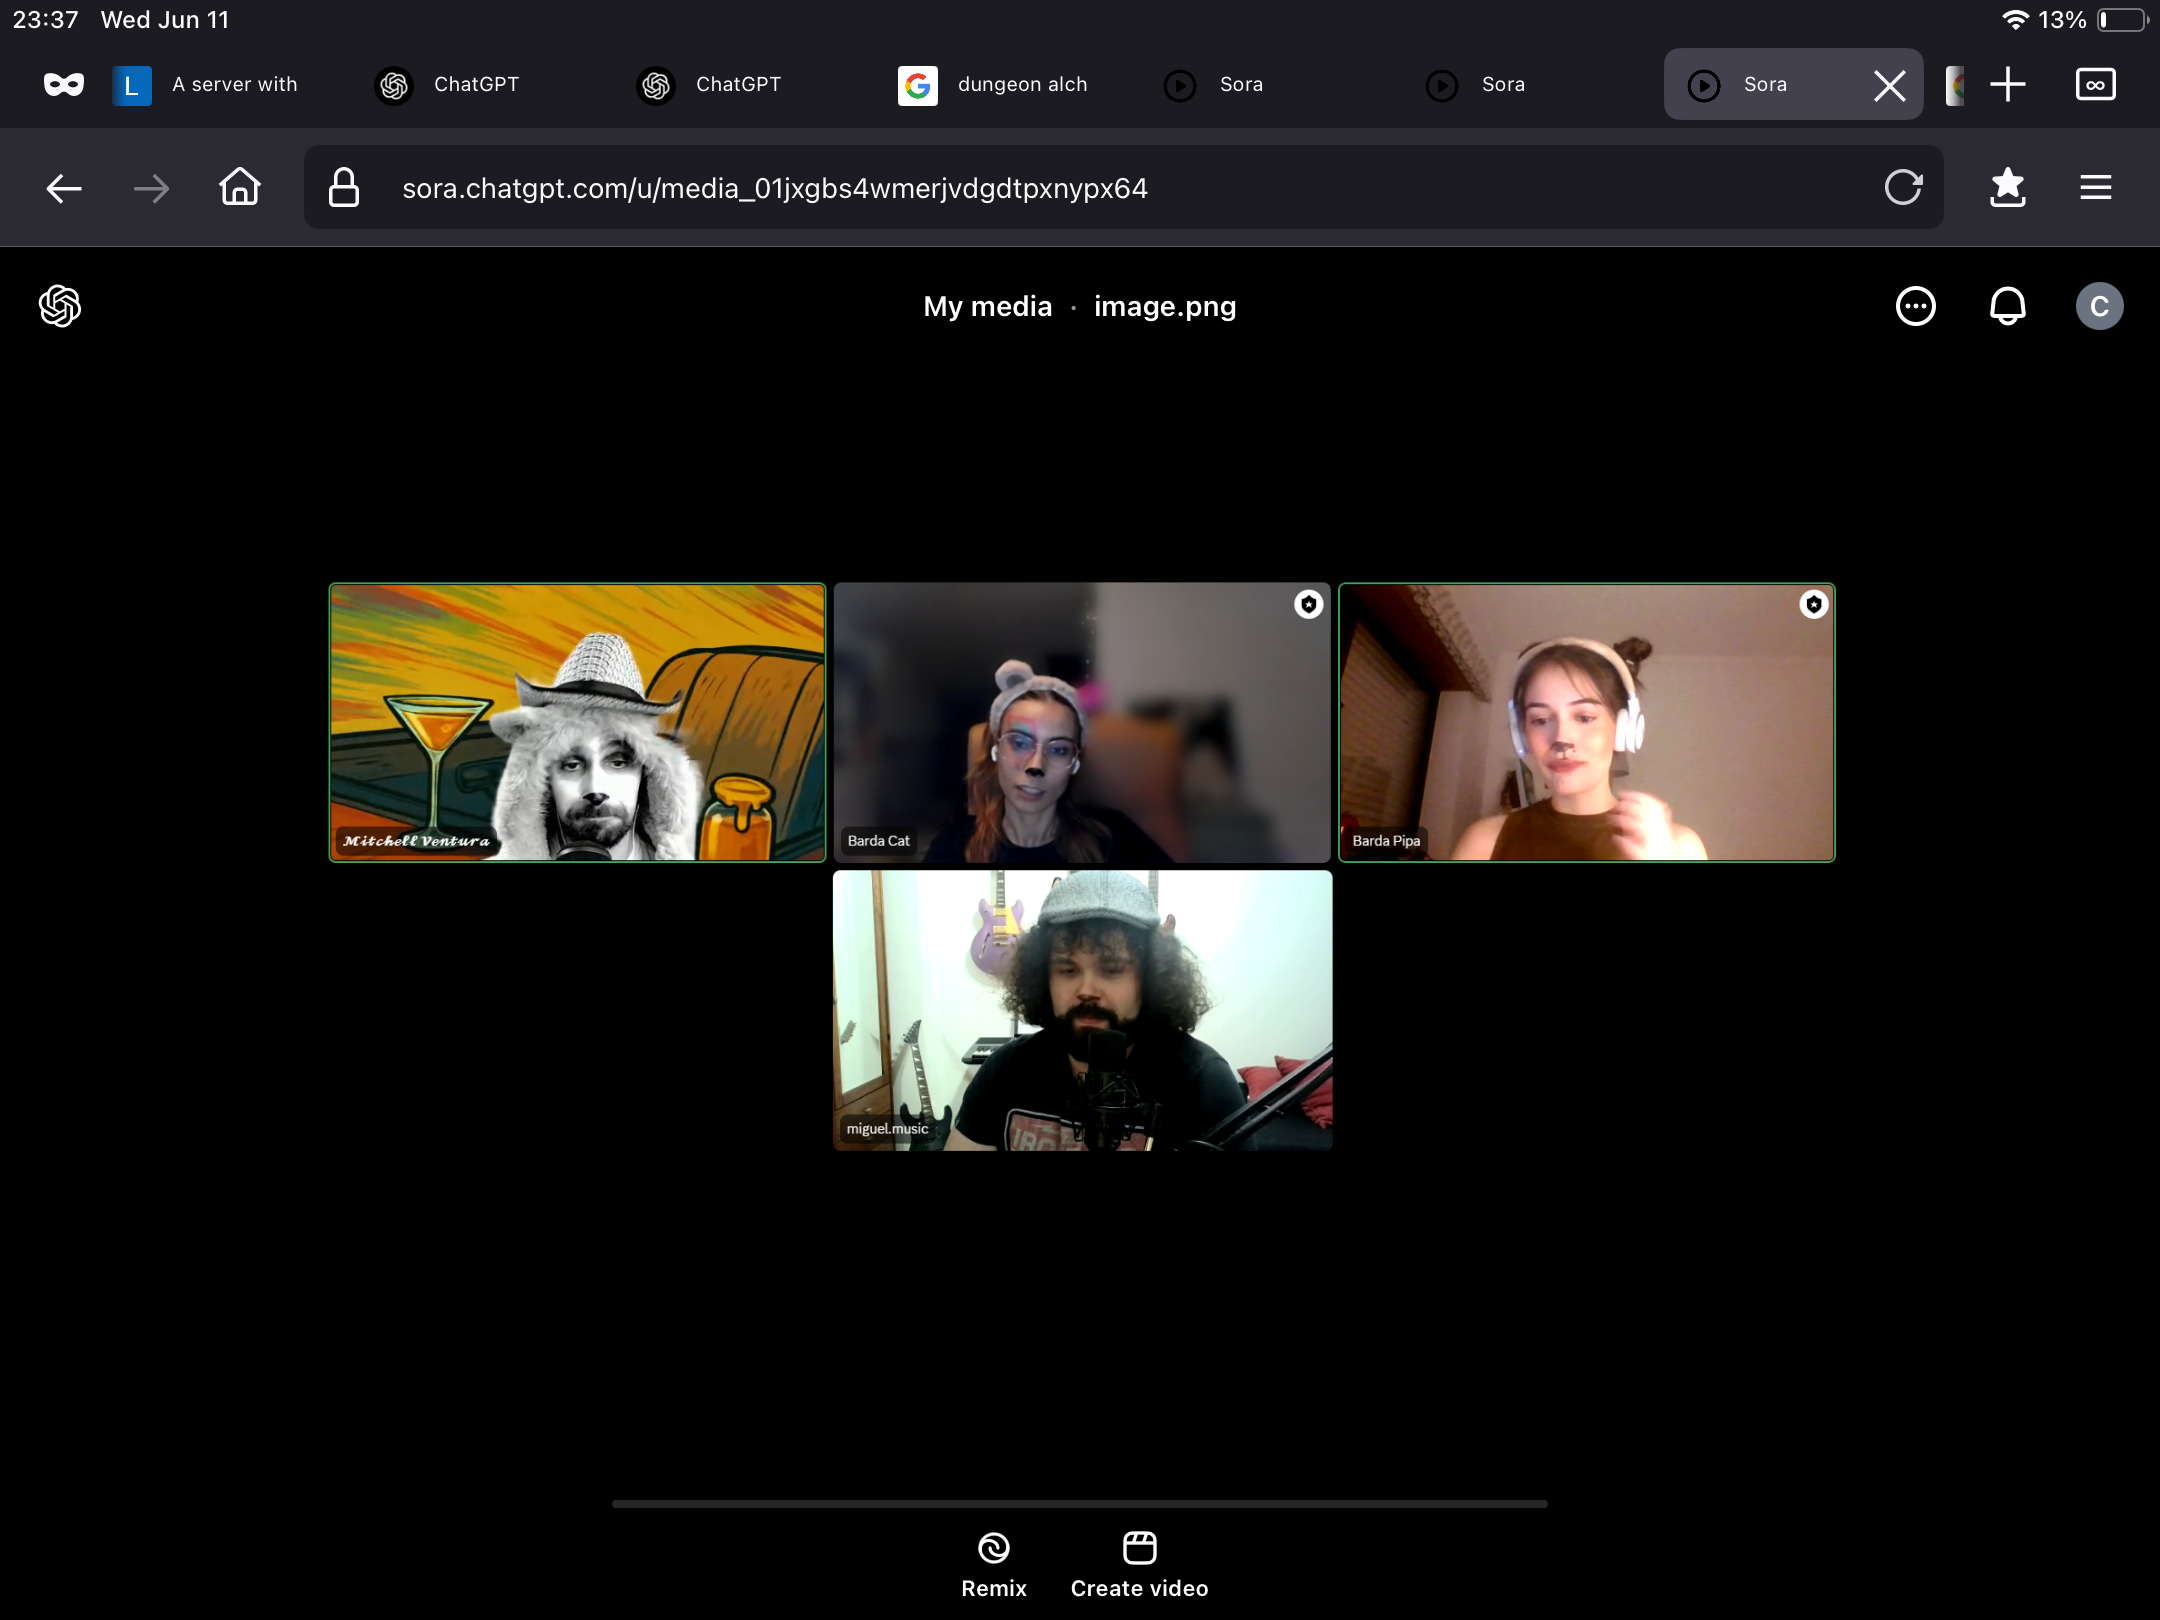 23:37 Wed Jun 11
13%
L A server with
ChatGPT
ChatGPT
G dungeon alch
Sora
Sora
Sora
sora.chatgpt.com/u/media_01jxgbs4wmerjvdgdtpxnypx64
My media · image.png
C
Mitchell Ventura
Barda Cat
Barda Pipa
miguel.music
Remix
Create video